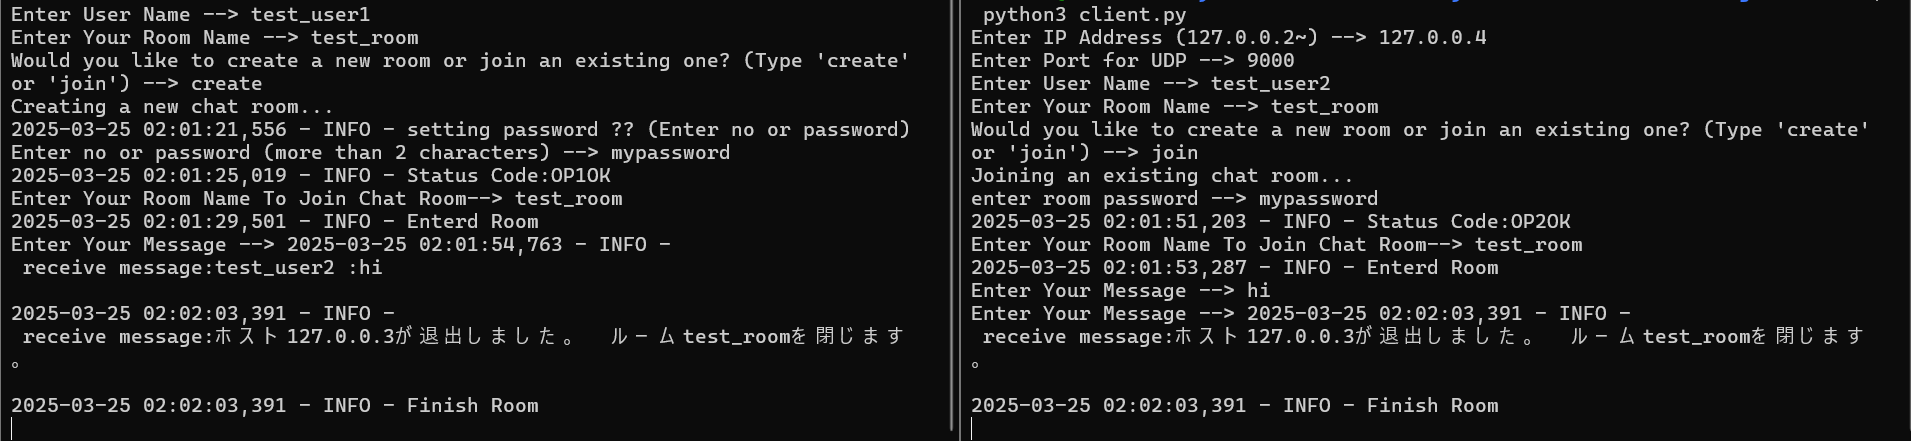 Enter User Name --> test_user1
Enter Your Room Name --> test_room
Would you like to create a new room or join an existing one? (Type 'create'
or 'join') --> create
Creating a new chat room...
2025-03-25 02:01:21,556 - INFO - setting password ?? (Enter no or password)
Enter no or password (more than 2 characters) --> mypassword
2025-03-25 02:01:25,019 - INFO - Status Code:OP1OK
Enter Your Room Name To Join Chat Room--> test_room
2025-03-25 02:01:29,501 - INFO - Enterd Room
Enter Your Message --> 2025-03-25 02:01:54,763 - INFO -
 receive message:test_user2 :hi
2025-03-25 02:02:03,391 - INFO -
 receive message:ホスト127.0.0.3が退出しました。　ルームtest_roomを閉じます
。
2025-03-25 02:02:03,391 - INFO - Finish Room
python3 client.py
Enter IP Address (127.0.0.2~) --> 127.0.0.4
Enter Port for UDP --> 9000
Enter User Name --> test_user2
Enter Your Room Name --> test_room
Would you like to create a new room or join an existing one? (Type 'create'
or 'join') --> join
Joining an existing chat room...
enter room password --> mypassword
2025-03-25 02:01:51,203 - INFO - Status Code:OP2OK
Enter Your Room Name To Join Chat Room--> test_room
2025-03-25 02:01:53,287 - INFO - Enterd Room
Enter Your Message --> hi
Enter Your Message --> 2025-03-25 02:02:03,391 - INFO -
 receive message:ホスト127.0.0.3が退出しました。　ルームtest_roomを閉じます
。
2025-03-25 02:02:03,391 - INFO - Finish Room